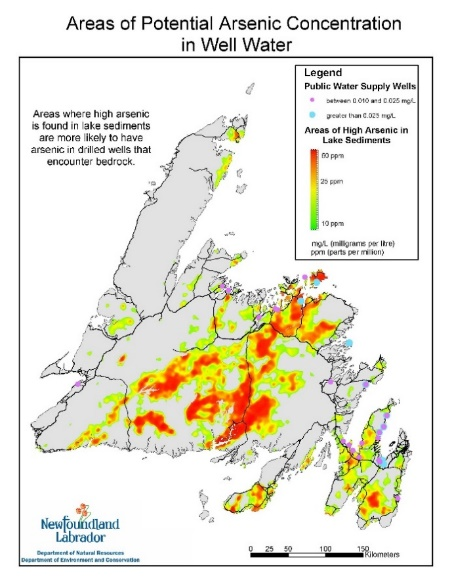 Areas of Potential Arsenic Concentration
in Well Water
Areas where high arsenic
is found in lake sediments
are more likely to have
arsenic in drilled wells that
encounter bedrock.
Legend
Public Water Supply Wells
between 0.010 and 0.025 mg/L
greater than 0.025 mg/L
Areas of High Arsenic in
Lake Sediments
50 ppm
25 ppm
10 ppm
mg/L (milligrams per litre)
ppm (parts per million)
Newfoundland
Labrador
Department of Natural Resources
Department of Environment and Conservation
0 25 50 100 150
Kilometers